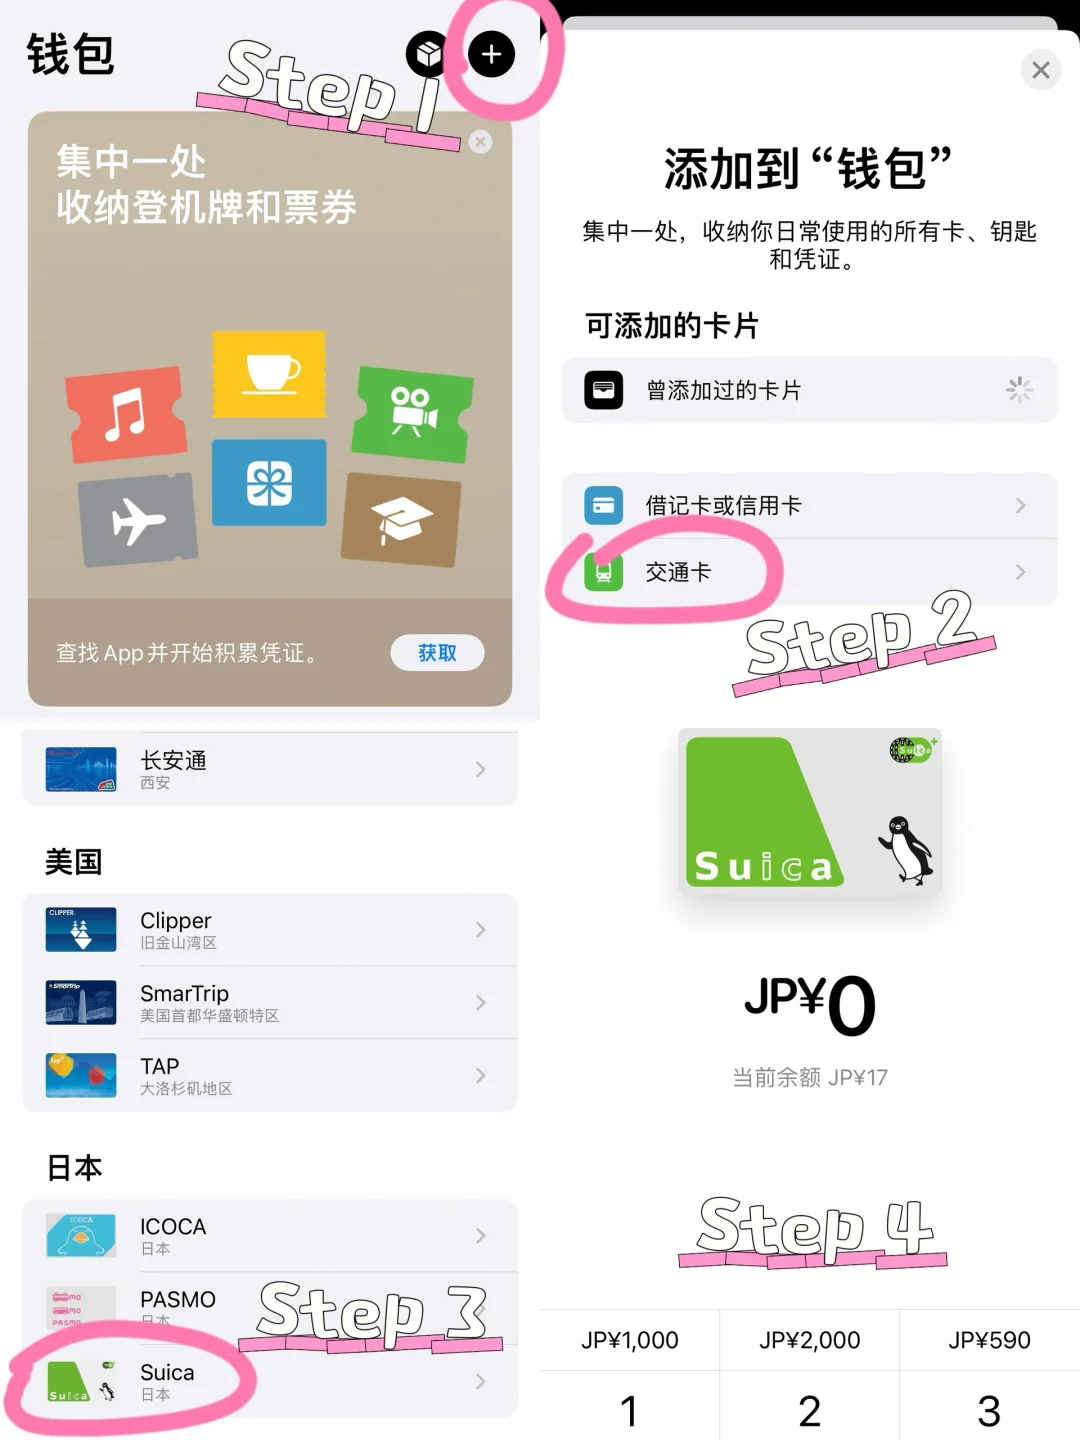 钱包
Step 1
集中一处
收纳登机牌和票券
查找 App 并开始积累凭证。
获取
添加到“钱包”
集中一处，收纳你日常使用的所有卡、钥匙
和凭证。
可添加的卡片
曾添加过的卡片
借记卡或信用卡
交通卡
Step 2
长安通
西安
美国
CLIPPER.
Clipper
旧金山湾区
SmarTrip
SmarTrip
美国首都华盛顿特区
tap
TAP
大洛杉矶地区
日本
ICOCA
ICOCA
日本
PASMO
PASMO
日本
Step 3
Suica
Suica
日本
Suica
Suica
JP¥0
当前余额 JP¥17
Step 4
JP¥1,000
JP¥2,000
JP¥590
1
2
3